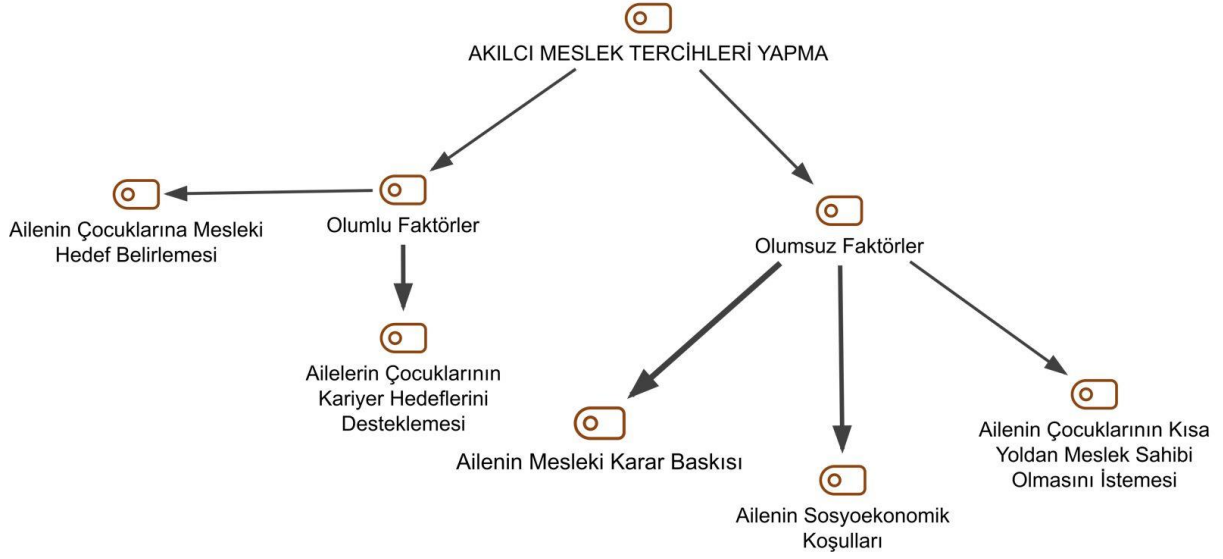 AKILCI MESLEK TERCİHLERİ YAPMA
Olumlu Faktörler
Ailenin Çocuklarına Mesleki
Hedef Belirlemesi
Ailelerin Çocuklarının
Kariyer Hedeflerini
Desteklemesi
Olumsuz Faktörler
Ailenin Mesleki Karar Baskısı
Ailenin Sosyoekonomik
Koşulları
Ailenin Çocuklarının Kısa
Yoldan Meslek Sahibi
Olmasını İstemesi